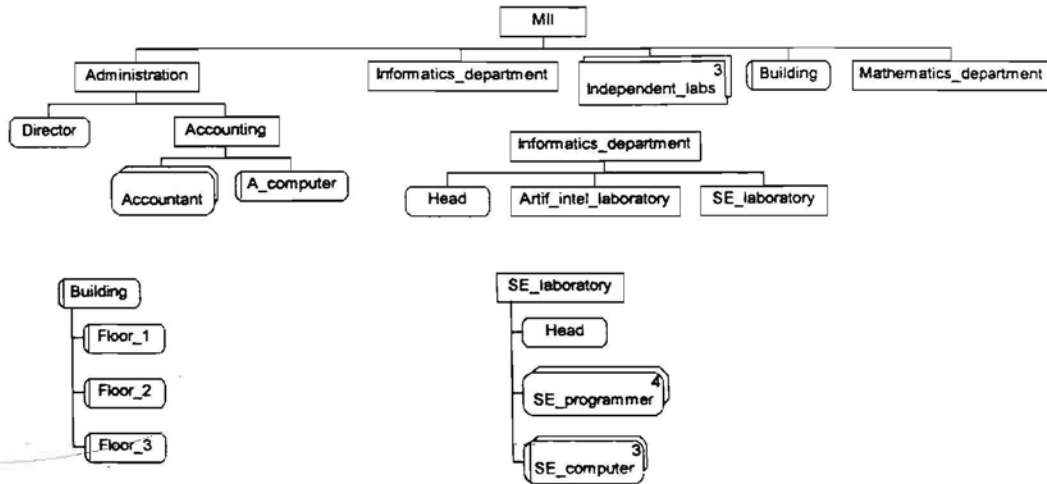 MII
Administration
Informatics_department
3
Independent_labs
Building
Mathematics_department
Director
Accounting
Accountant
A_computer
Informatics_department
Head
Artif_intel_laboratory
SE_laboratory
Building
Floor_1
Floor_2
Floor_3
SE_laboratory
Head
4
SE_programmer
3
SE_computer